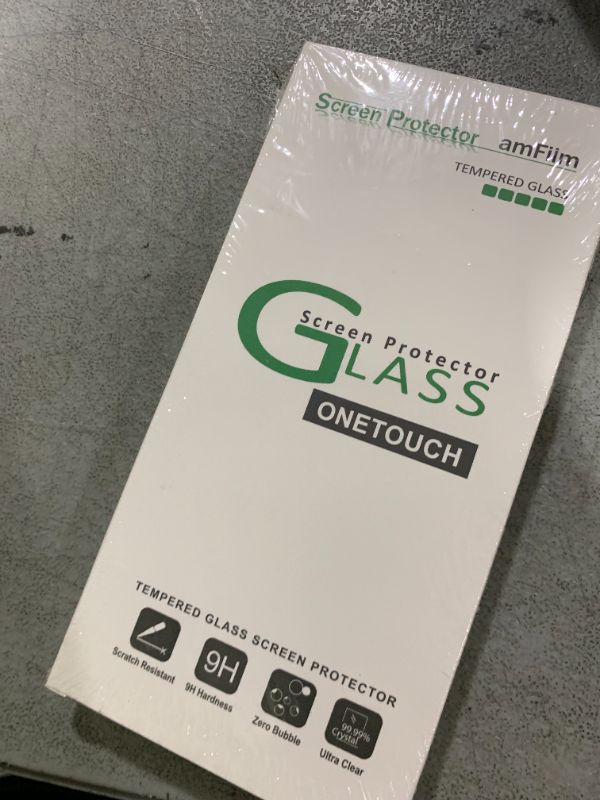 Screen Protector amFilm
TEMPERED GLASS
Screen Protector
GLASS
ONETOUCH
TEMPERED GLASS SCREEN PROTECTOR
9H
99.99%
Crystal
Scratch Resistant
9H Hardness
Zero Bubble
Ultra Clear